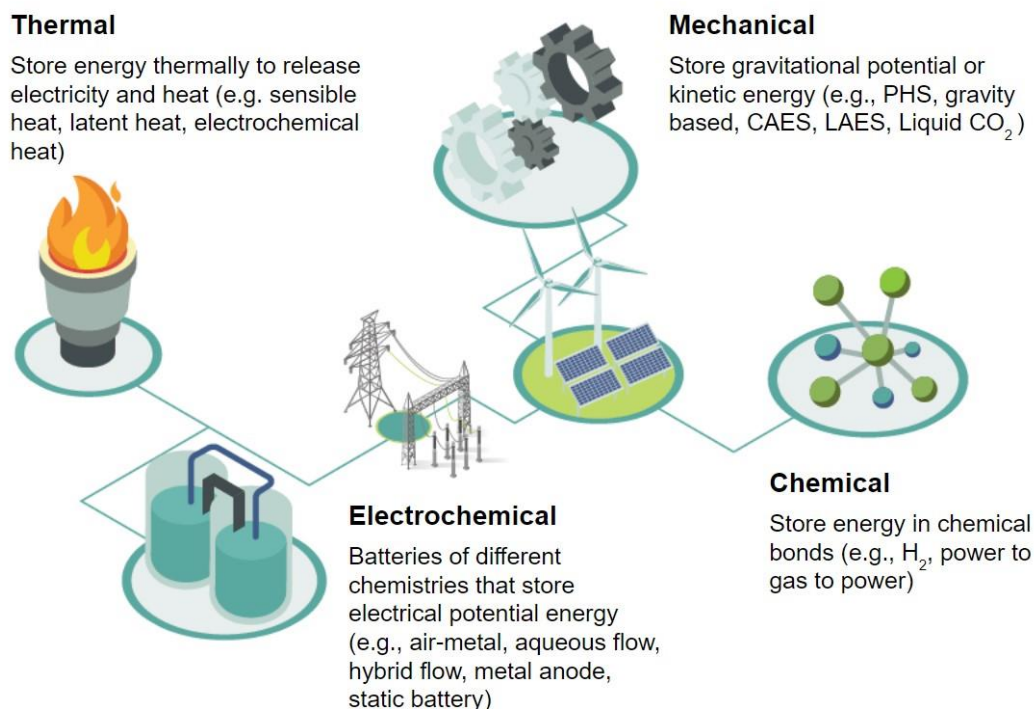 Thermal
Store energy thermally to release
electricity and heat (e.g. sensible
heat, latent heat, electrochemical
heat)
Mechanical
Store gravitational potential or
kinetic energy (e.g., PHS, gravity
based, CAES, LAES, Liquid CO₂ )
Electrochemical
Batteries of different
chemistries that store
electrical potential energy
(e.g., air-metal, aqueous flow,
hybrid flow, metal anode,
static battery)
Chemical
Store energy in chemical
bonds (e.g., H₂, power to
gas to power)